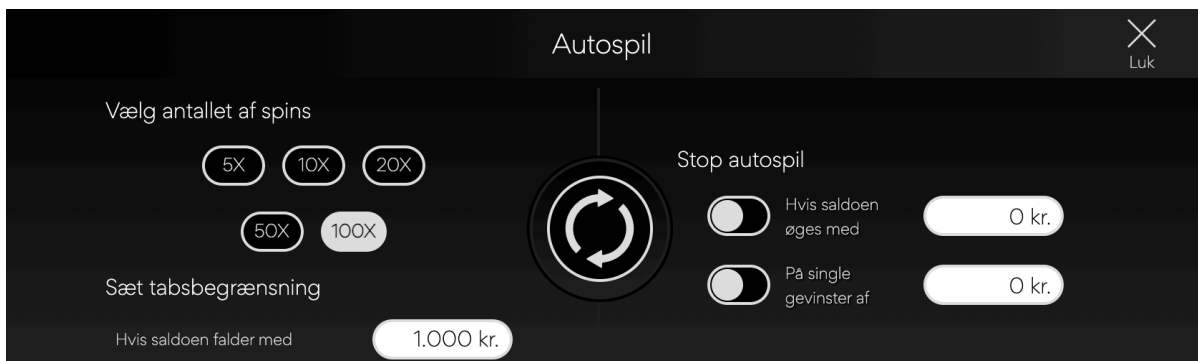 Autospil
Luk
Vælg antallet af spins
5X 10X 20X
50X 100X
Sæt tabsbegrænsning
Hvis saldoen falder med 1.000 kr.
Stop autospil
Hvis saldoen
øges med
0 kr.
På single
gevinster af
0 kr.